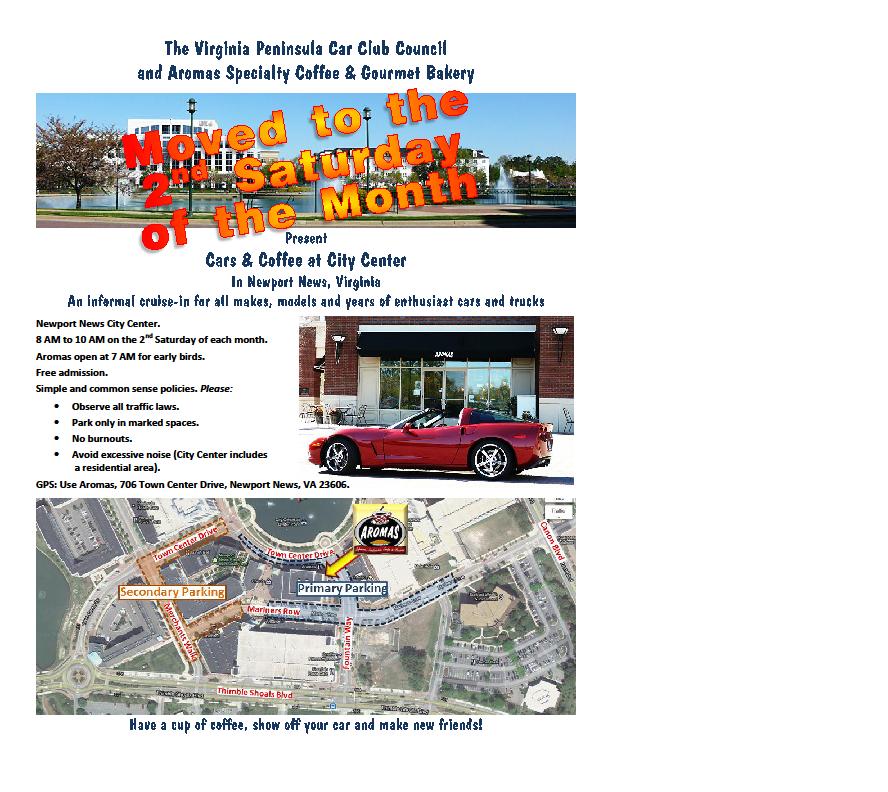 The Virginia Peninsula Car Club Council
and Aromas Specialty Coffee & Gourmet Bakery
Moved to the
2nd Saturday
of the Month
Present
Cars & Coffee at City Center
In Newport News, Virginia
An informal cruise-in for all makes, models and years of enthusiast cars and trucks
Newport News City Center.
8 AM to 10 AM on the 2nd Saturday of each month.
Aromas open at 7 AM for early birds.
Free admission.
Simple and common sense policies. Please:
• Observe all traffic laws.
• Park only in marked spaces.
• No burnouts.
• Avoid excessive noise (City Center includes
a residential area).
AROMAS
GPS: Use Aromas, 706 Town Center Drive, Newport News, VA 23606.
AROMAS
Town Center Drive
Town Center Drive
Canon Blvd
Secondary Parking
Primary Parking
Mariners Row
Merchants Walk
Fountain Way
Thimble Shoals Blvd
Thimble Shoals Blvd
Have a cup of coffee, show off your car and make new friends!